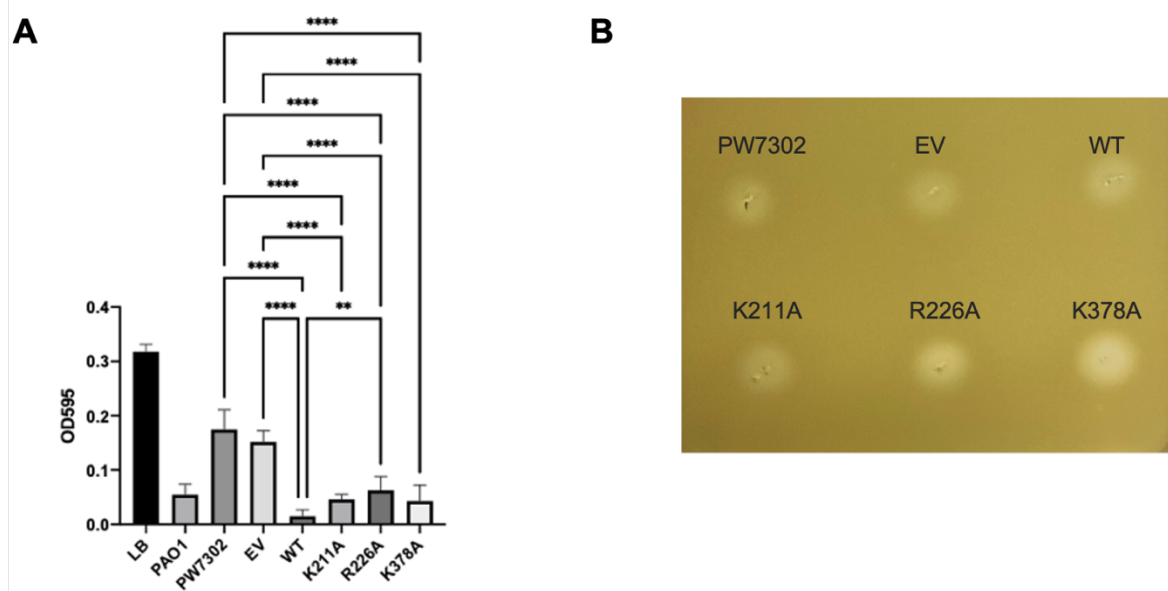 A
B
****
****
****
****
****
****
****
**** **
0.4
0.3
0.2
0.1
0.0
OD595
LB PAO1 PW7302 EV WT K211A R226A K378A
PW7302 EV WT
K211A R226A K378A